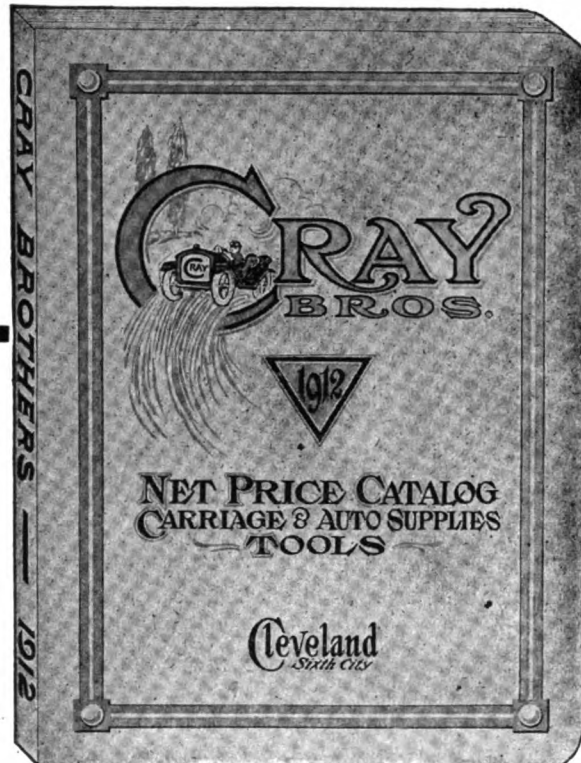 CRAY BROTHERS — 1912
CRAY
BROS.
CRAY
1912
NET PRICE CATALOG
CARRIAGE & AUTO SUPPLIES
TOOLS
Cleveland
Sixth City